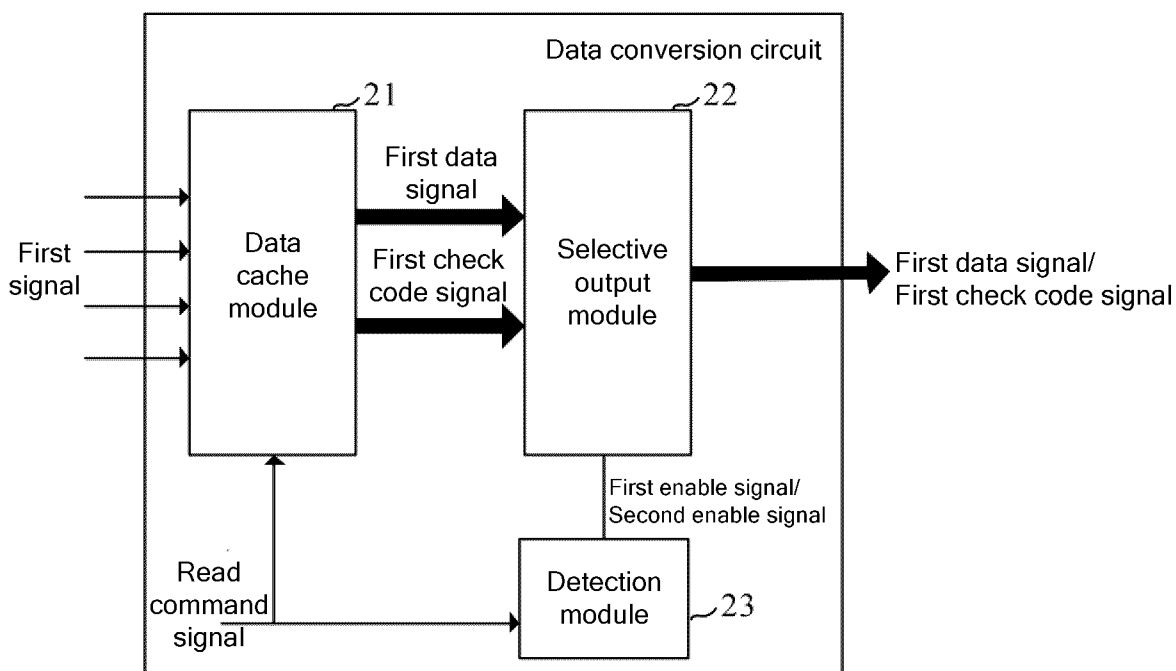 Data conversion circuit
21
22
First data
signal
First
signal
Data
cache
module
First check
code signal
Selective
output
module
First data signal/
First check code signal
First enable signal/
Second enable signal
Read
command
signal
Detection
module
23